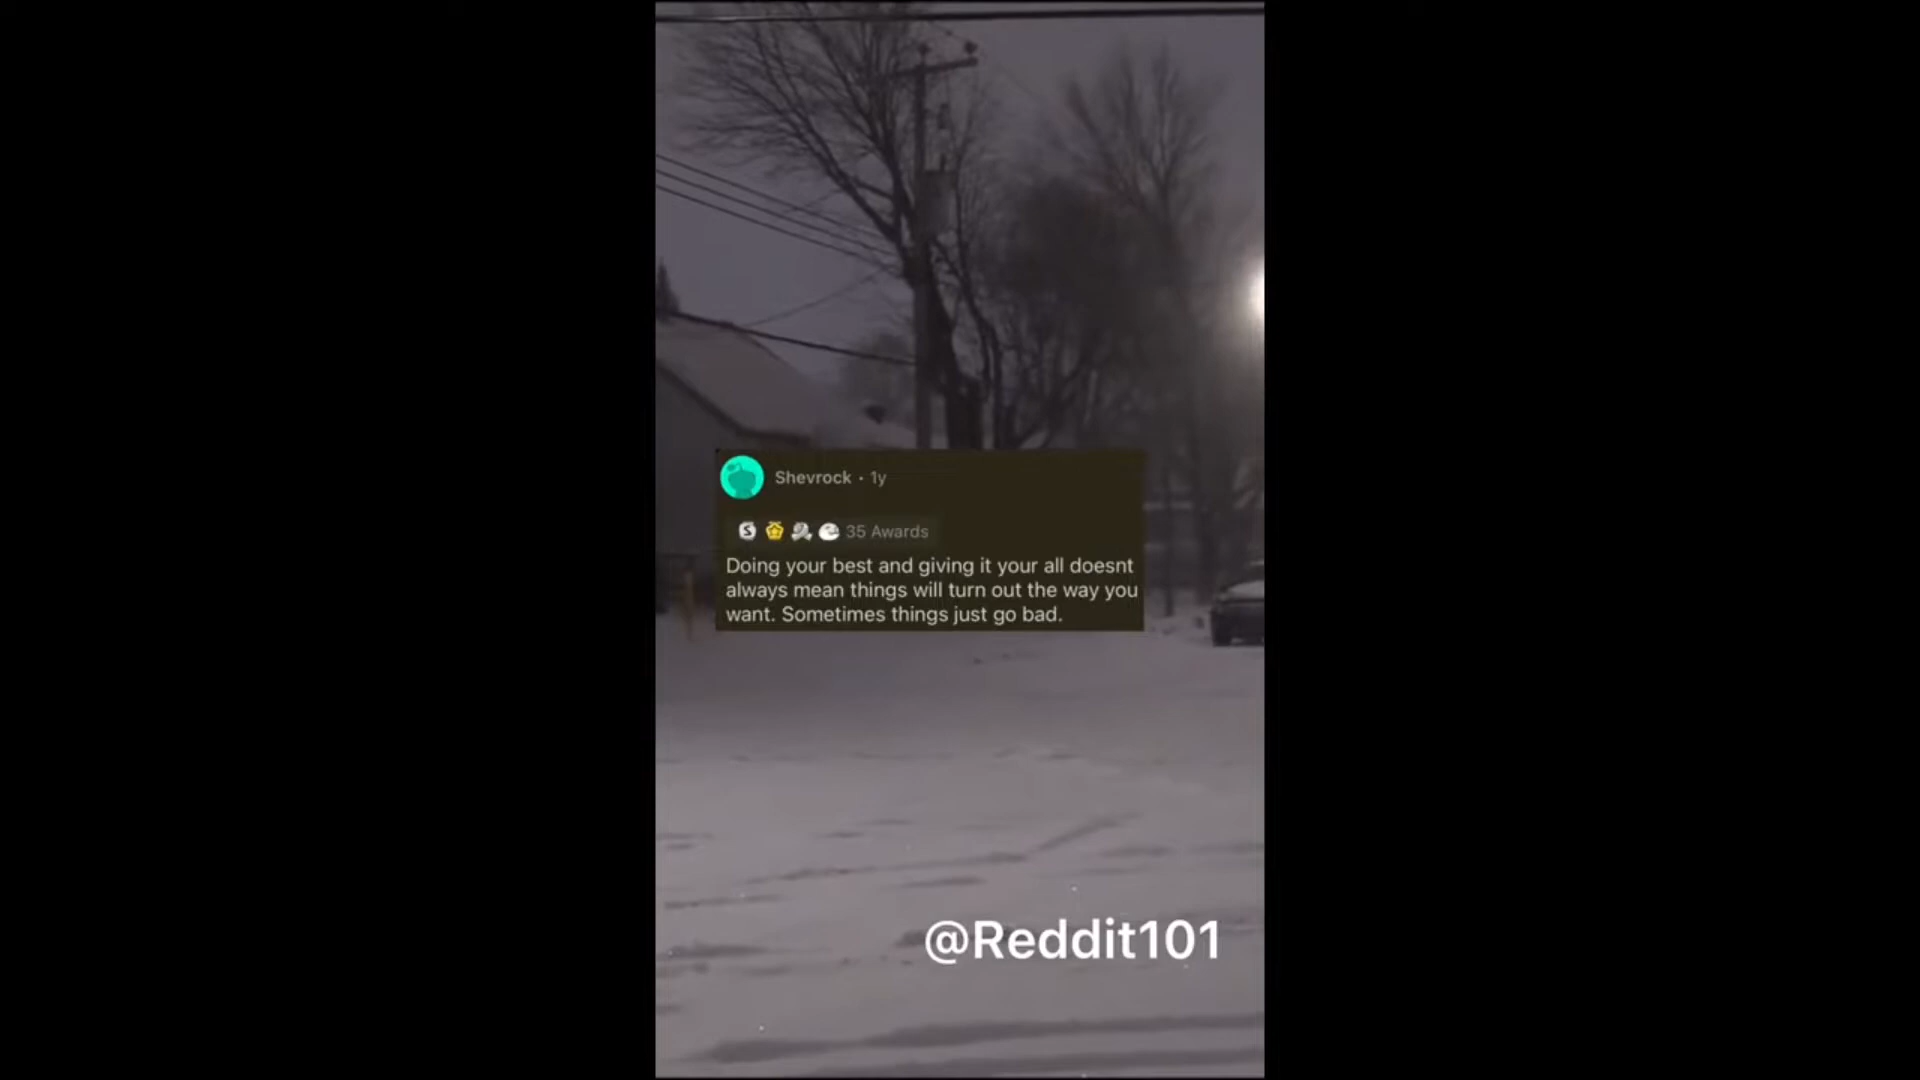 Shevrock • 1y
35 Awards
Doing your best and giving it your all doesnt
always mean things will turn out the way you
want. Sometimes things just go bad.
@Reddit101